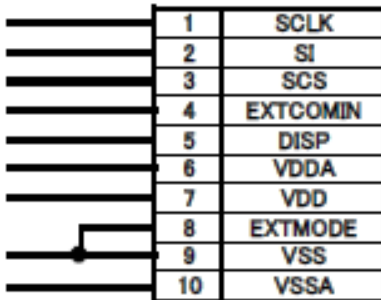 1 SCLK
2 SI
3 SCS
4 EXTCOMIN
5 DISP
6 VDDA
7 VDD
8 EXTMODE
9 VSS
10 VSSA